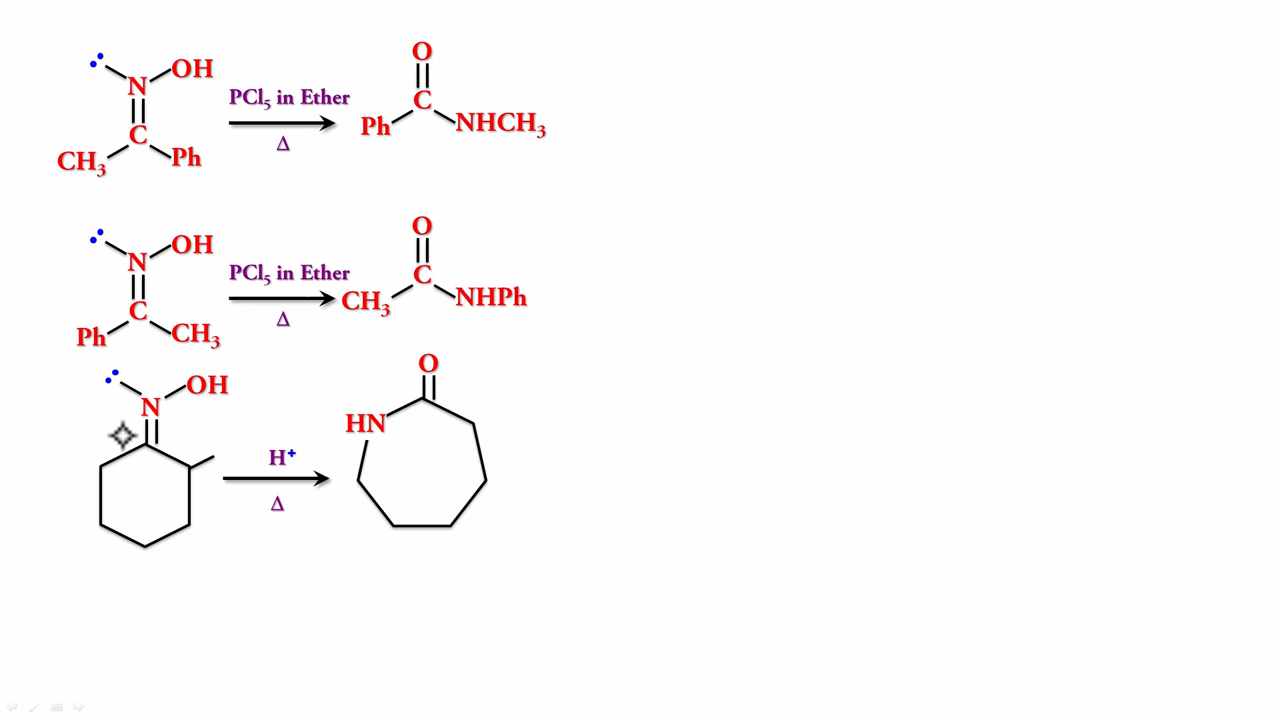 N OH
C
CH₃ Ph
PCl₅ in Ether
Δ
O
C
Ph NHCH₃
N OH
C
Ph CH₃
PCl₅ in Ether
Δ
O
C
CH₃ NHPh
N OH
H⁺
Δ
O
HN